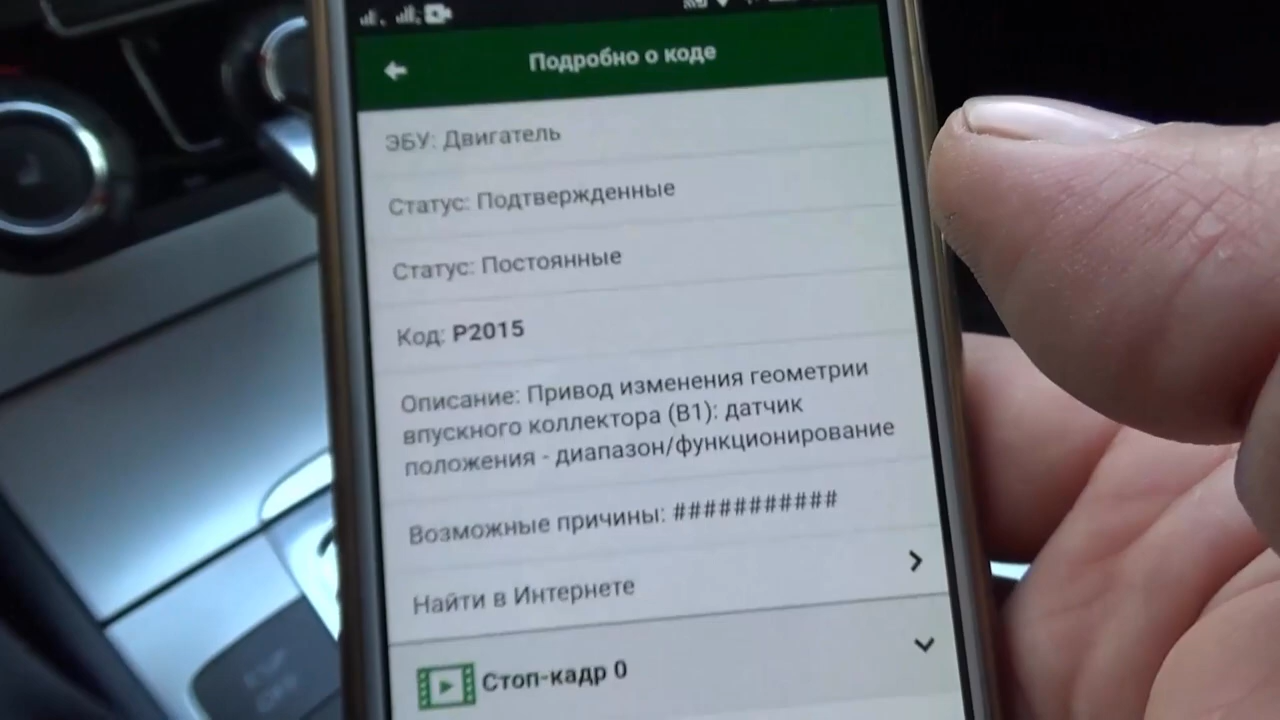 Подробно о коде
ЭБУ: Двигатель
Статус: Подтвержденные
Статус: Постоянные
Код: P2015
Описание: Привод изменения геометрии
впускного коллектора (B1): датчик
положения - диапазон/функционирование
Возможные причины: ###########
Найти в Интернете
Стоп-кадр 0